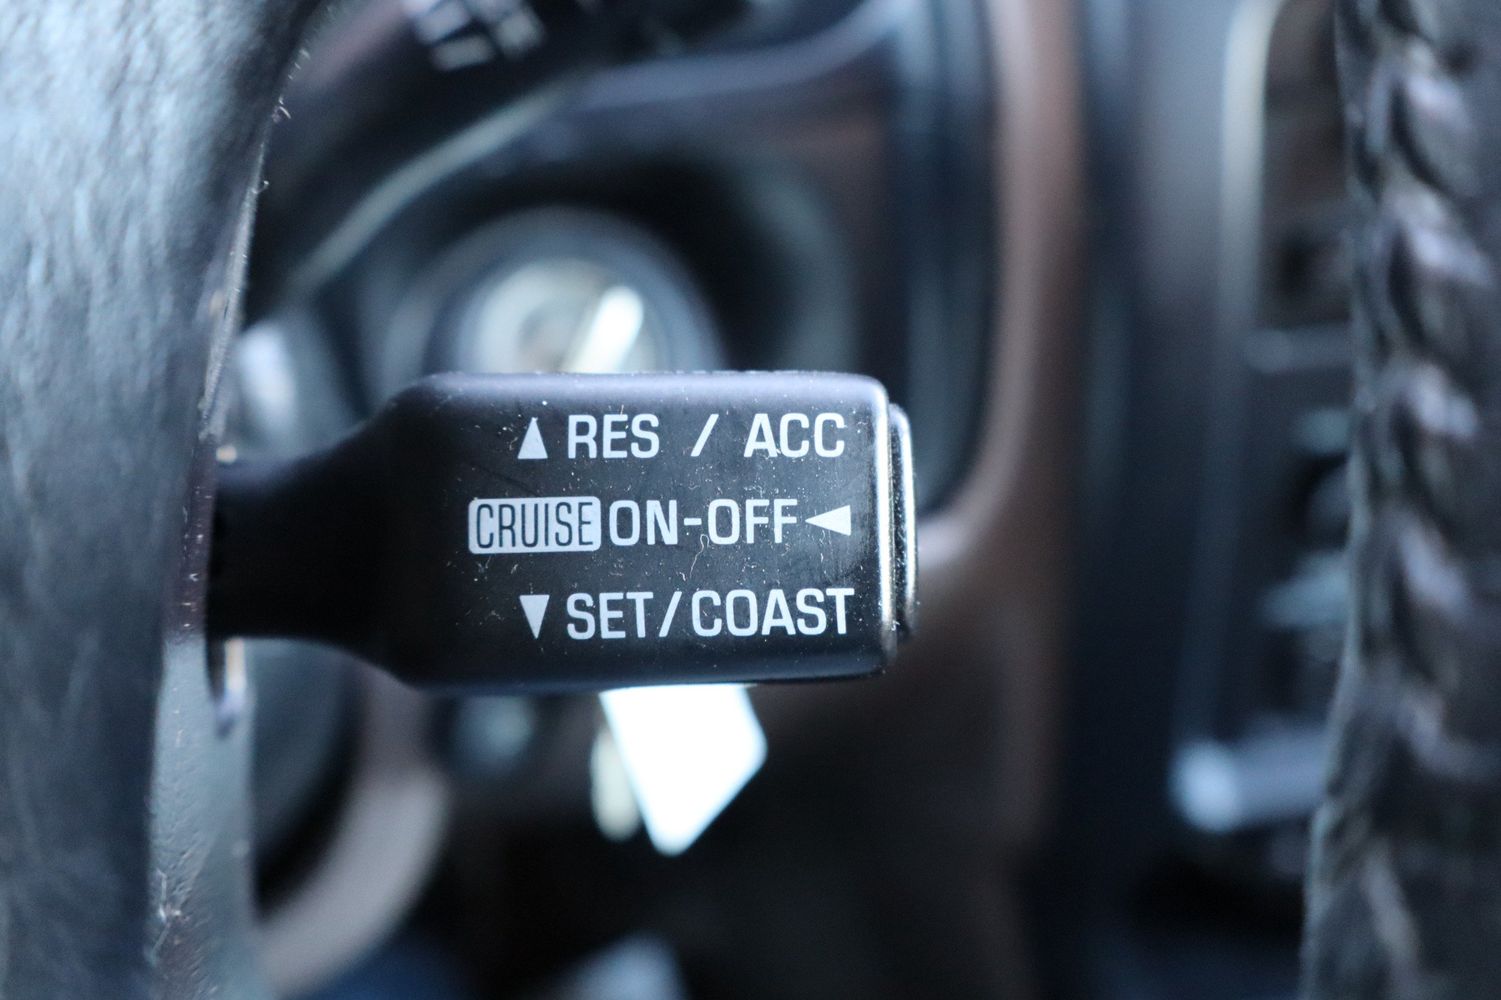 ▲ RES / ACC
CRUISE ON-OFF ◀
▼ SET/COAST